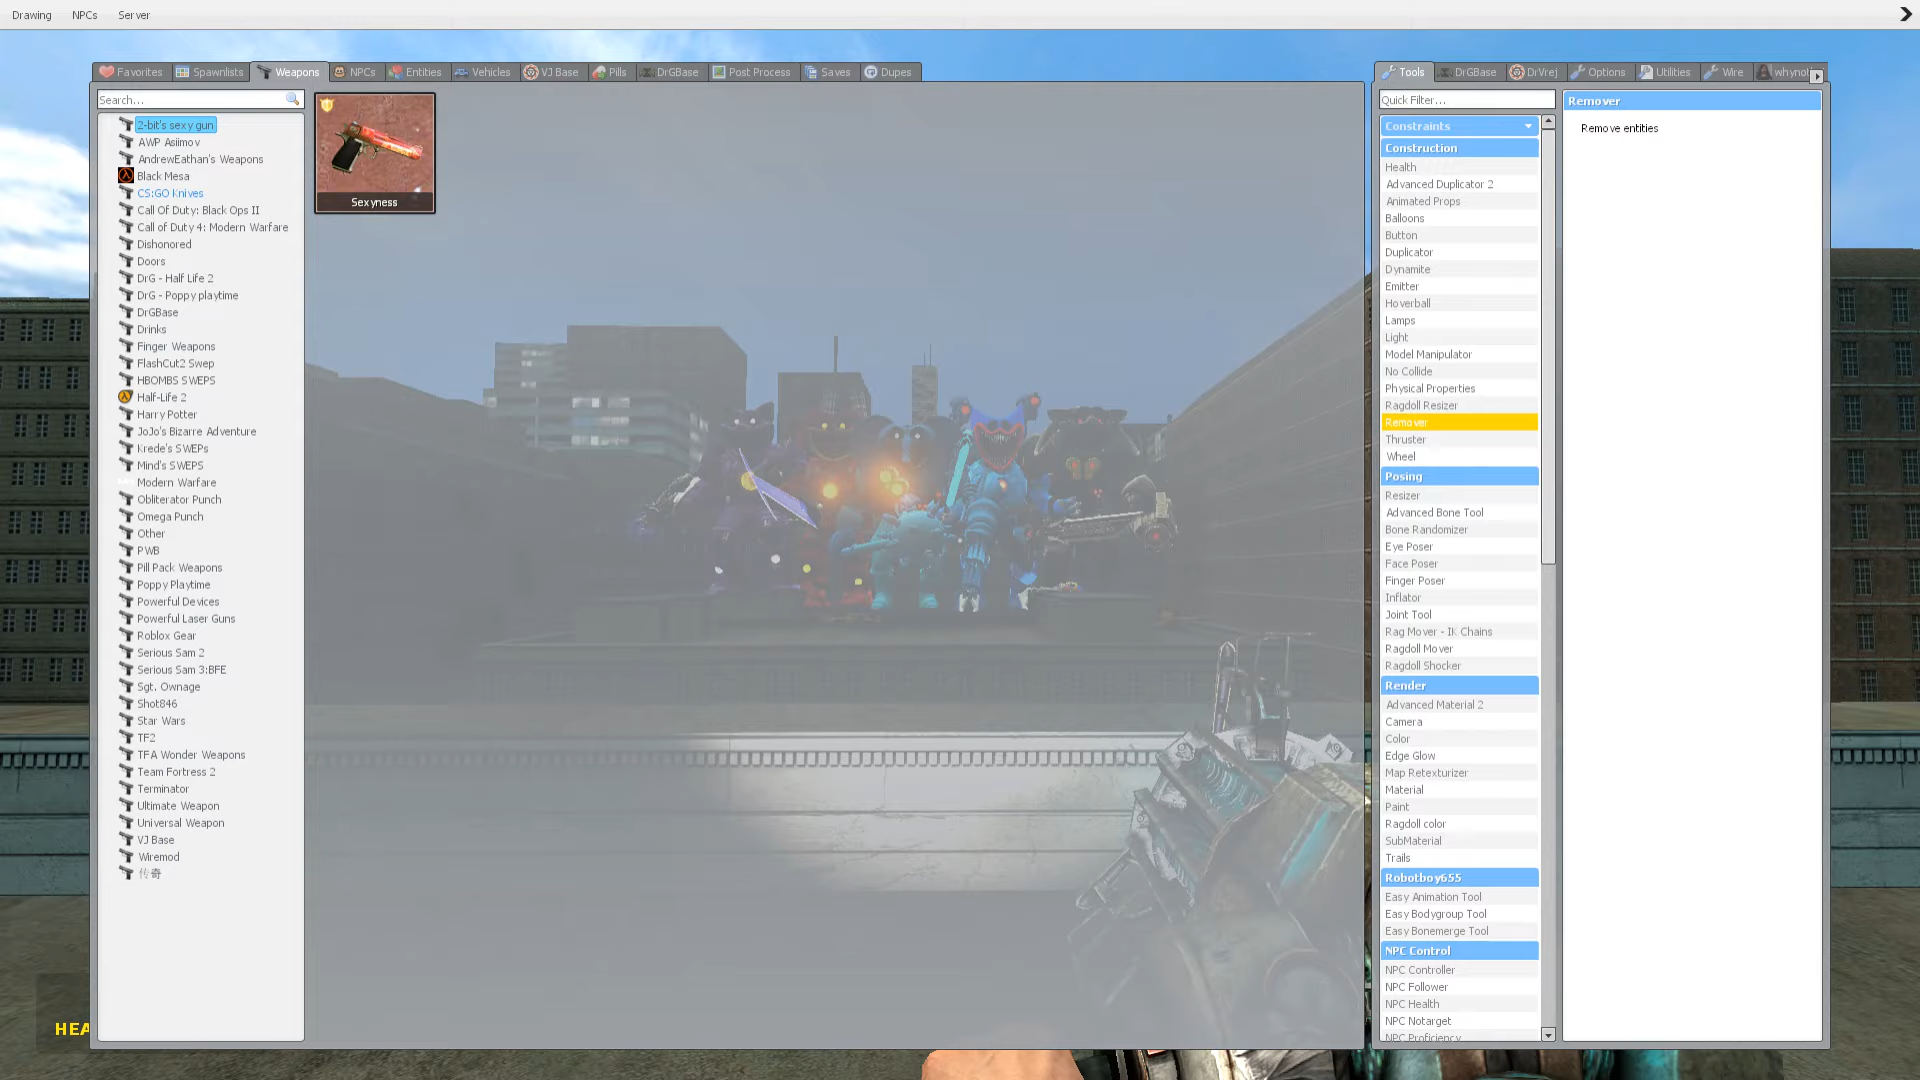 Drawing NPCs Server
Favorites Spawnlists Weapons NPCs Entities Vehicles VJ Base Pills DrGBase Post Process Saves Dupes
Search...
2-bit's sexy gun
AWP Asiimov
AndrewEathan's Weapons
Black Mesa
CS:GO Knives
Call Of Duty: Black Ops II
Call of Duty 4: Modern Warfare
Dishonored
Doors
DrG - Half Life 2
DrG - Poppy playtime
DrGBase
Drinks
Finger Weapons
FlashCut2 Swep
HBOMBS SWEPS
Half-Life 2
Harry Potter
JoJo's Bizarre Adventure
Krede's SWEPs
Mind's SWEPS
Modern Warfare
Obliterator Punch
Omega Punch
Other
PWB
Pill Pack Weapons
Poppy Playtime
Powerful Devices
Powerful Laser Guns
Roblox Gear
Serious Sam 2
Serious Sam 3:BFE
Sgt. Ownage
Shot846
Star Wars
TF2
TFA Wonder Weapons
Team Fortress 2
Terminator
Ultimate Weapon
Universal Weapon
VJ Base
Wiremod
传奇
Sexyness
HEA
Tools DrGBase DrVrej Options Utilities Wire whynot
Quick Filter...
Constraints
Construction
Health
Advanced Duplicator 2
Animated Props
Balloons
Button
Duplicator
Dynamite
Emitter
Hoverball
Lamps
Light
Model Manipulator
No Collide
Physical Properties
Ragdoll Resizer
Remover
Thruster
Wheel
Posing
Resizer
Advanced Bone Tool
Bone Randomizer
Eye Poser
Face Poser
Finger Poser
Inflator
Joint Tool
Rag Mover - IK Chains
Ragdoll Mover
Ragdoll Shocker
Render
Advanced Material 2
Camera
Color
Edge Glow
Map Retexturizer
Material
Paint
Ragdoll color
SubMaterial
Trails
Robotboy655
Easy Animation Tool
Easy Bodygroup Tool
Easy Bonemerge Tool
NPC Control
NPC Controller
NPC Follower
NPC Health
NPC Notarget
NPC Proficiency
Remover
Remove entities